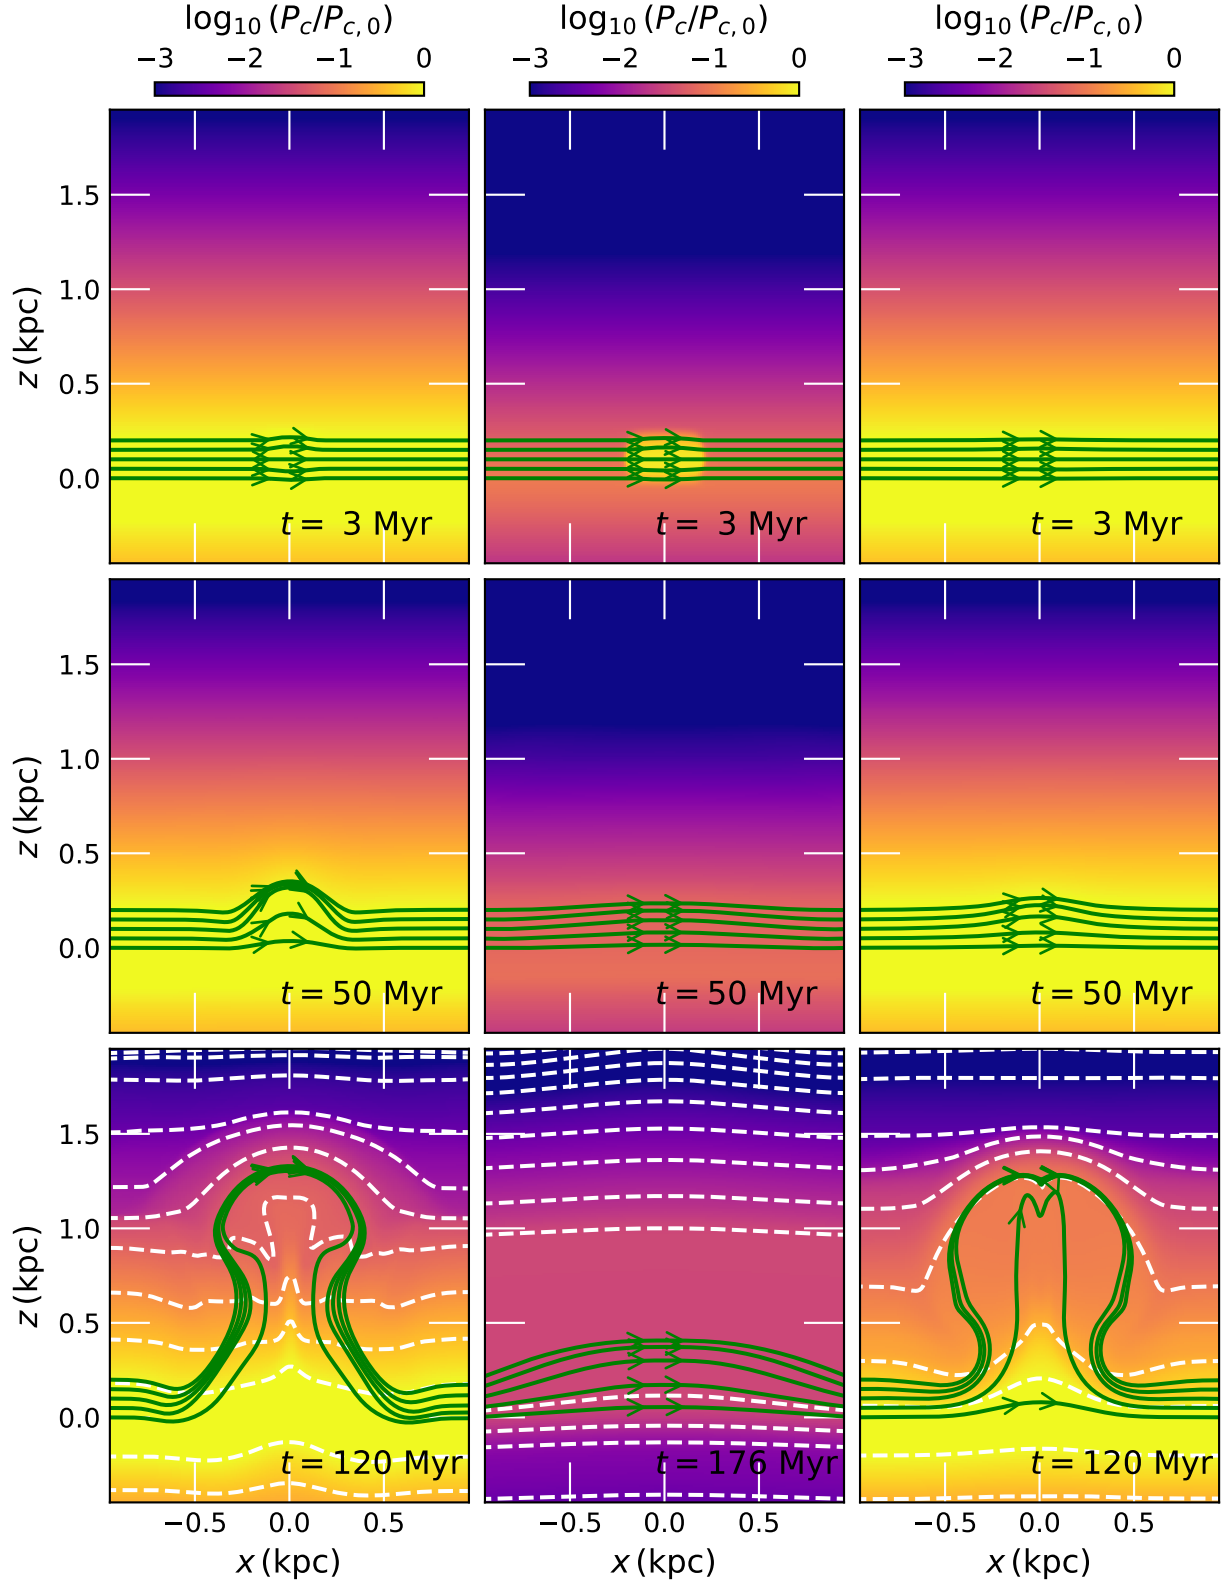 log₁₀ (P_c/P_c,0) log₁₀ (P_c/P_c,0) log₁₀ (P_c/P_c,0)
−3 −2 −1 0 −3 −2 −1 0 −3 −2 −1 0
1.5
1.0
z (kpc)
0.5
0.0
t = 3 Myr t = 3 Myr t = 3 Myr
1.5
1.0
z (kpc)
0.5
0.0
t = 50 Myr t = 50 Myr t = 50 Myr
1.5
1.0
z (kpc)
0.5
0.0
t = 120 Myr t = 176 Myr t = 120 Myr
−0.5 0.0 0.5 −0.5 0.0 0.5 −0.5 0.0 0.5
x (kpc) x (kpc) x (kpc)